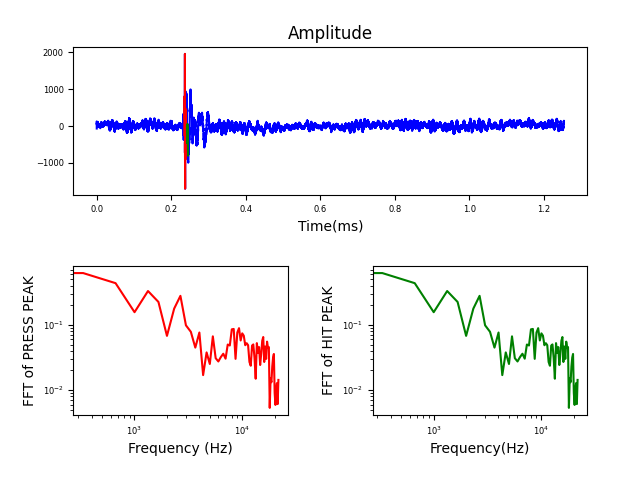 Amplitude
2000
1000
0
−1000
0.0 0.2 0.4 0.6 0.8 1.0 1.2
Time(ms)
FFT of PRESS PEAK
10⁻¹
10⁻²
10³ 10⁴
Frequency (Hz)
FFT of HIT PEAK
10⁻¹
10⁻²
10³ 10⁴
Frequency(Hz)